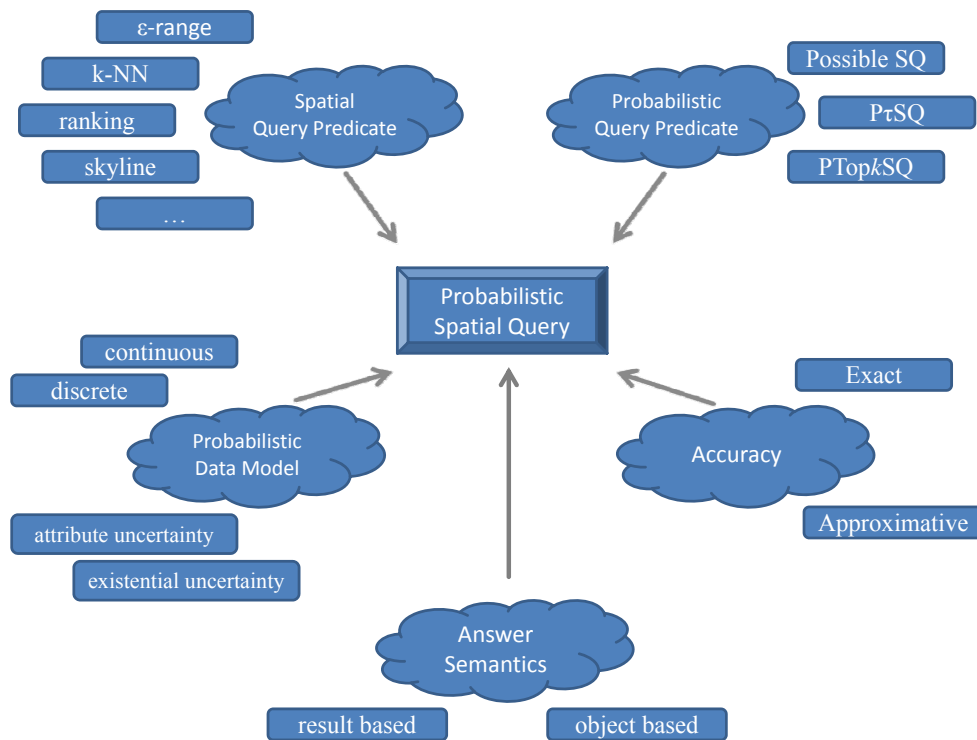 ε-range
k-NN
ranking
skyline
…
Spatial
Query Predicate
Probabilistic
Query Predicate
Possible SQ
PτSQ
PTopkSQ
Probabilistic
Spatial Query
continuous
discrete
Probabilistic
Data Model
attribute uncertainty
existential uncertainty
Exact
Accuracy
Approximative
Answer
Semantics
result based
object based